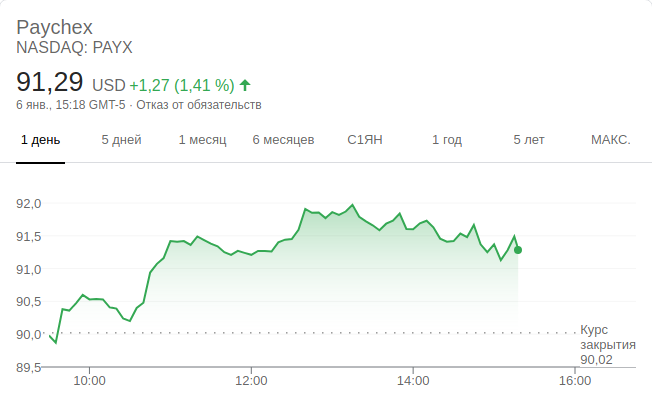 Paychex
NASDAQ: PAYX
91,29 USD +1,27 (1,41 %)
6 янв., 15:18 GMT-5 · Отказ от обязательств
1 день 5 дней 1 месяц 6 месяцев С1ЯН 1 год 5 лет МАКС.
92,0
91,5
91,0
90,5
90,0
89,5
Курс
закрытия
90,02
10:00 12:00 14:00 16:00